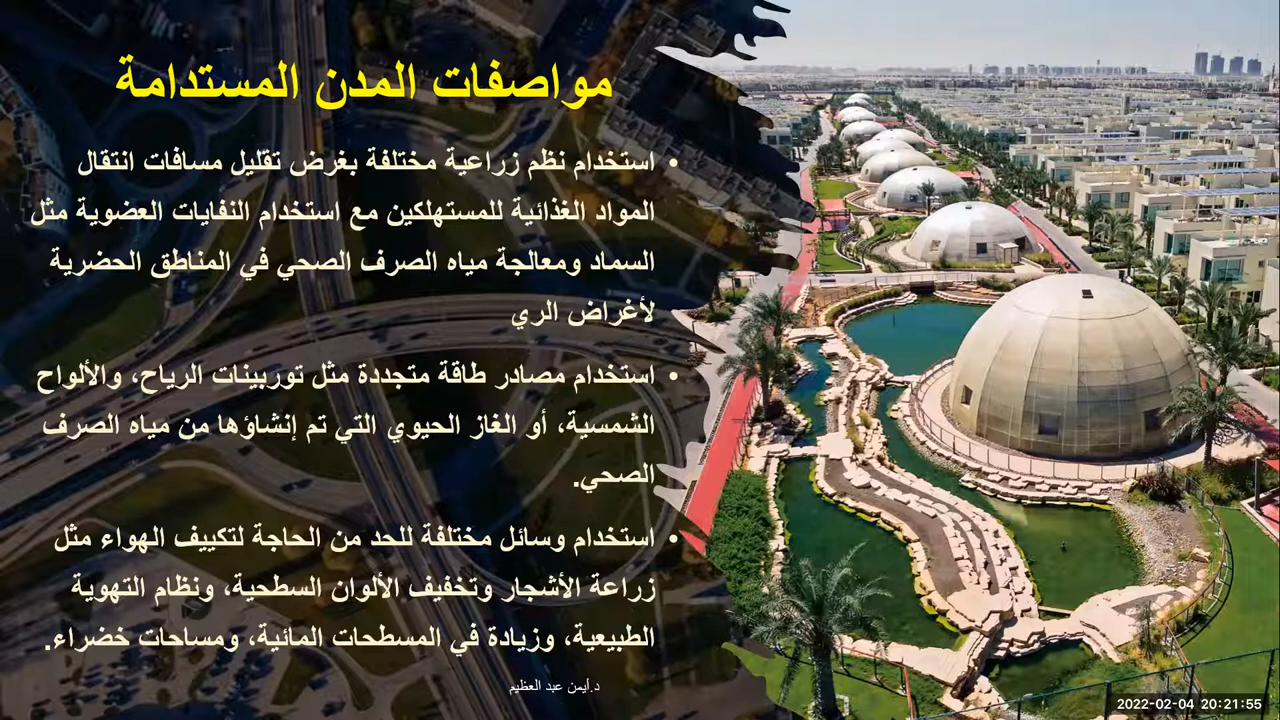 مواصفات المدن المستدامة
• استخدام نظم زراعية مختلفة بغرض تقليل مسافات انتقال
المواد الغذائية للمستهلكين مع استخدام النفايات العضوية مثل
السماد ومعالجة مياه الصرف الصحي في المناطق الحضرية
لأغراض الري
• استخدام مصادر طاقة متجددة مثل توربينات الرياح، والألواح
الشمسية، أو الغاز الحيوي التي تم إنشاؤها من مياه الصرف
الصحي.
• استخدام وسائل مختلفة للحد من الحاجة لتكييف الهواء مثل
زراعة الأشجار وتخفيف الألوان السطحية، ونظام التهوية
الطبيعية، وزيادة في المسطحات المائية، ومساحات خضراء.
د.أيمن عبد العظيم
2022-02-04 20:21:55